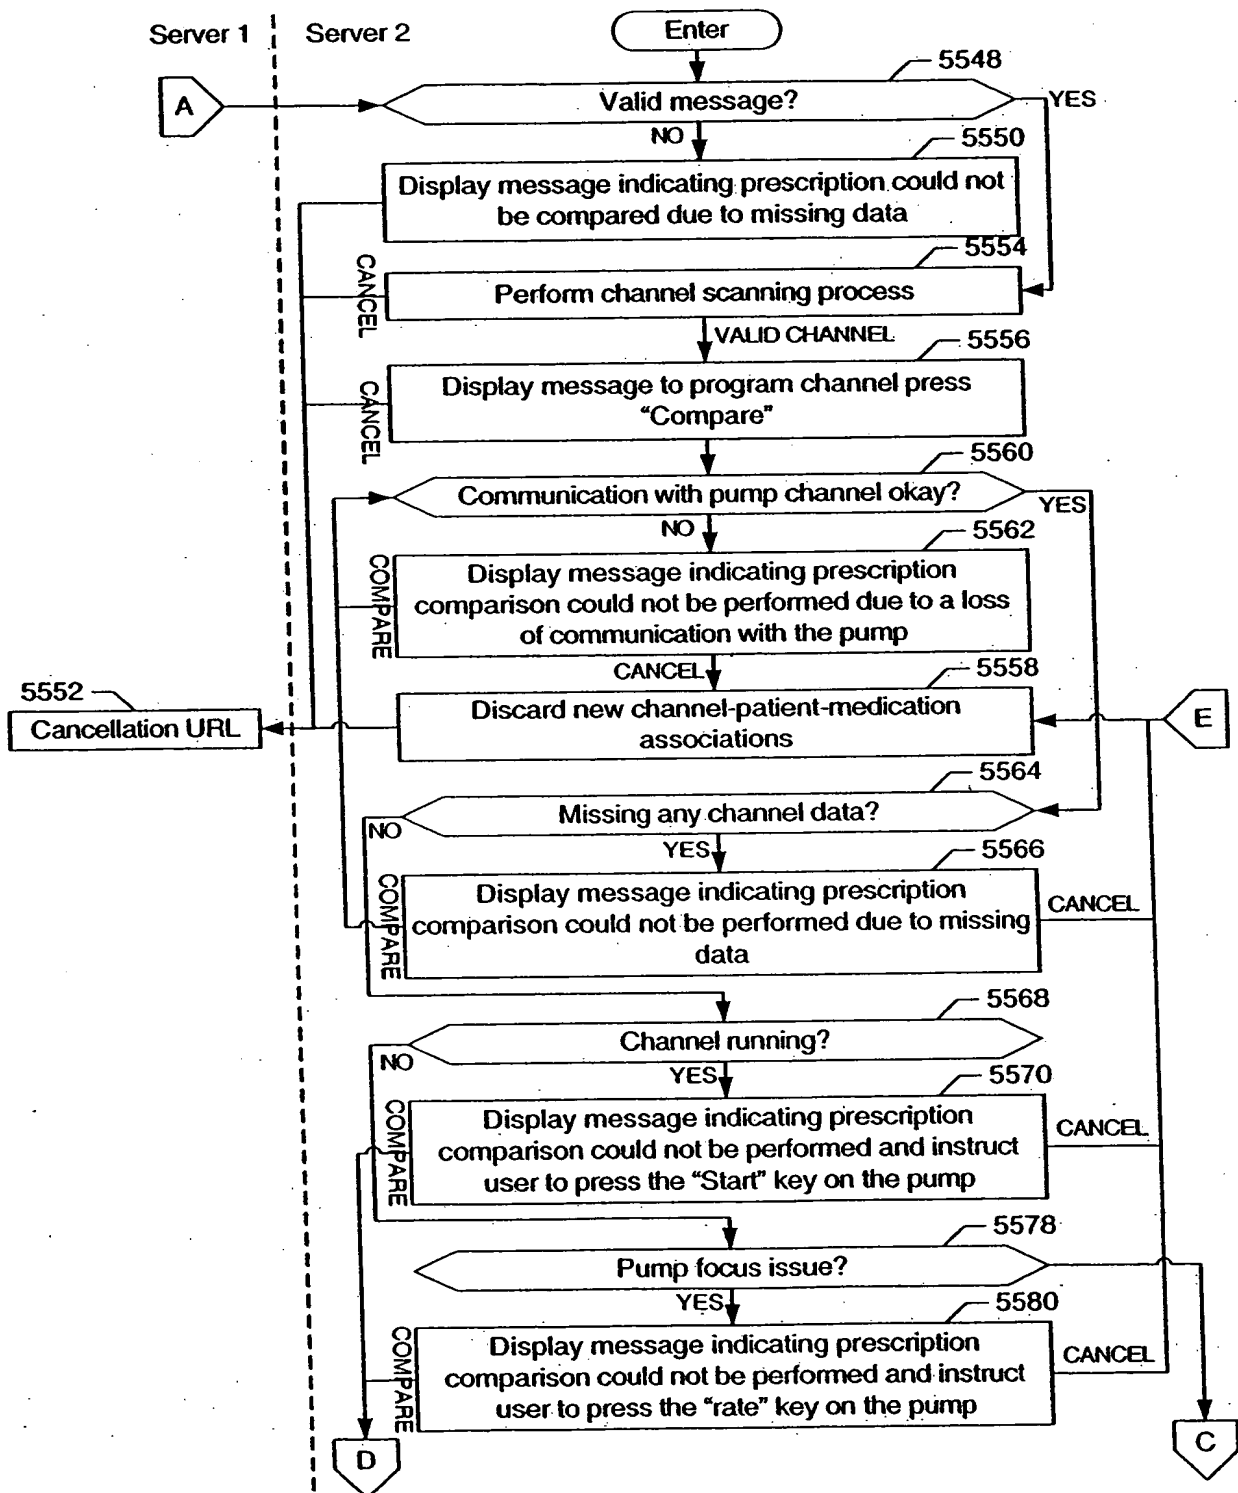 Server 1
Server 2
Enter
5548
A
Valid message?
YES
NO
5550
Display message indicating prescription could not
be compared due to missing data
5554
CANCEL
Perform channel scanning process
VALID CHANNEL
5556
CANCEL
Display message to program channel press
“Compare”
5560
Communication with pump channel okay?
YES
NO
5562
COMPARE
Display message indicating prescription
comparison could not be performed due to a loss
of communication with the pump
CANCEL
5558
5552
Cancellation URL
Discard new channel-patient-medication
associations
E
5564
Missing any channel data?
NO
YES
5566
COMPARE
Display message indicating prescription
comparison could not be performed due to missing
data
CANCEL
5568
Channel running?
NO
YES
5570
COMPARE
Display message indicating prescription
comparison could not be performed and instruct
user to press the “Start” key on the pump
CANCEL
5578
Pump focus issue?
YES
5580
COMPARE
Display message indicating prescription
comparison could not be performed and instruct
user to press the “rate” key on the pump
CANCEL
D
C